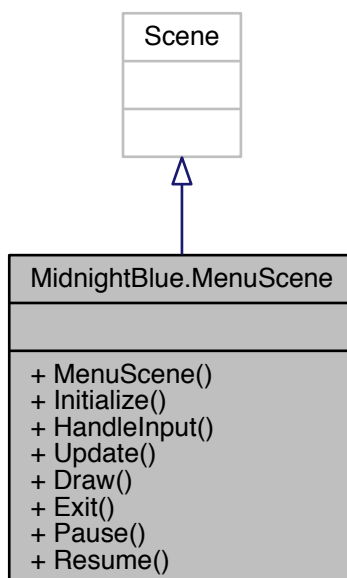 Scene
MidnightBlue.MenuScene
+ MenuScene()
+ Initialize()
+ HandleInput()
+ Update()
+ Draw()
+ Exit()
+ Pause()
+ Resume()